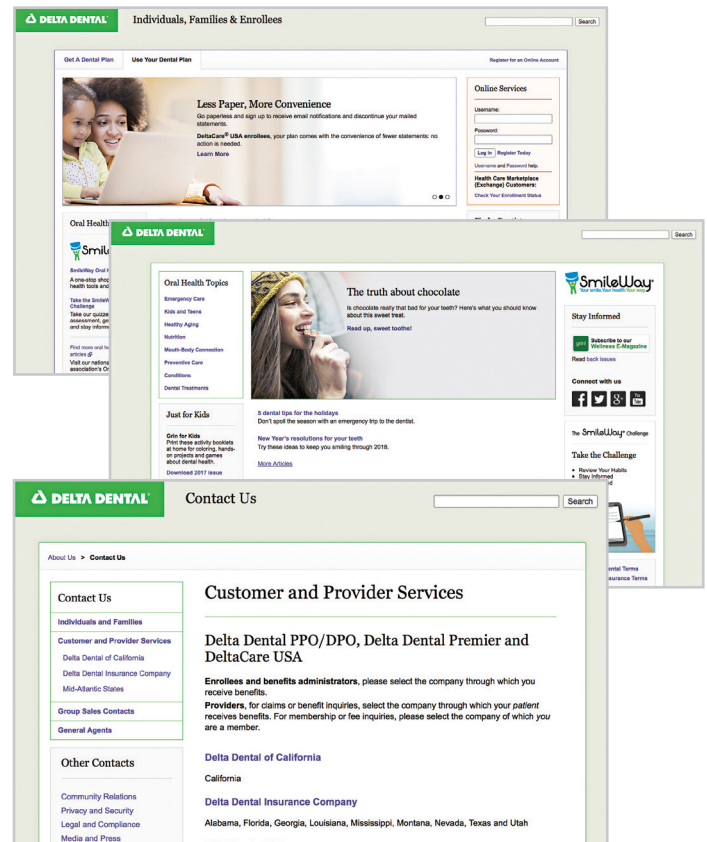 DELTA DENTAL
Individuals, Families & Enrollees
Search
Get A Dental Plan
Use Your Dental Plan
Register for an Online Account
Less Paper, More Convenience
Go paperless and sign up to receive email notifications and discontinue your mailed
statements.
DeltaCare® USA enrollees, your plan comes with the convenience of fewer statements: no
action is needed.
Learn More
Online Services
Username:
Password:
Log In Register Today
Username and Password help.
Health Care Marketplace
(Exchange) Customers:
Check Your Enrollment Status
Oral Health
SmileWay Oral H
A one-stop shop
health tools and
Take the SmileW
Challenge
Take our quizzes
assessment, ge
and stay inform
Find more oral he
articles
Visit our nationa
association's Or
DELTA DENTAL
Search
Oral Health Topics
Emergency Care
Kids and Teens
Healthy Aging
Nutrition
Mouth-Body Connection
Preventive Care
Conditions
Dental Treatments
The truth about chocolate
Is chocolate really that bad for your teeth? Here's what you should know
about this sweet treat.
Read up, sweet tooths!
SmileWay
Stay Informed
Subscribe to our
Wellness E-Magazine
Read back issues
Connect with us
Just for Kids
Grin for Kids
Print these activity booklets
at home for coloring, hands-
on projects and games
about dental health.
Download 2017 issue
5 dental tips for the holidays
Don't spoil the season with an emergency trip to the dentist.
New Year's resolutions for your teeth
Try these ideas to keep you smiling through 2018.
More Articles
The SmileWay Challenge
Take the Challenge
Review Your Habits
Stay Informed
ental Terms
surance Terms
DELTA DENTAL
Contact Us
Search
About Us > Contact Us
Contact Us
Individuals and Families
Customer and Provider Services
Delta Dental of California
Delta Dental Insurance Company
Mid-Atlantic States
Group Sales Contacts
General Agents
Other Contacts
Community Relations
Privacy and Security
Legal and Compliance
Media and Press
Customer and Provider Services
Delta Dental PPO/DPO, Delta Dental Premier and
DeltaCare USA
Enrollees and benefits administrators, please select the company through which you
receive benefits.
Providers, for claims or benefit inquiries, select the company through which your patient
receives benefits. For membership or fee inquiries, please select the company of which you
are a member.
Delta Dental of California
California
Delta Dental Insurance Company
Alabama, Florida, Georgia, Louisiana, Mississippi, Montana, Nevada, Texas and Utah